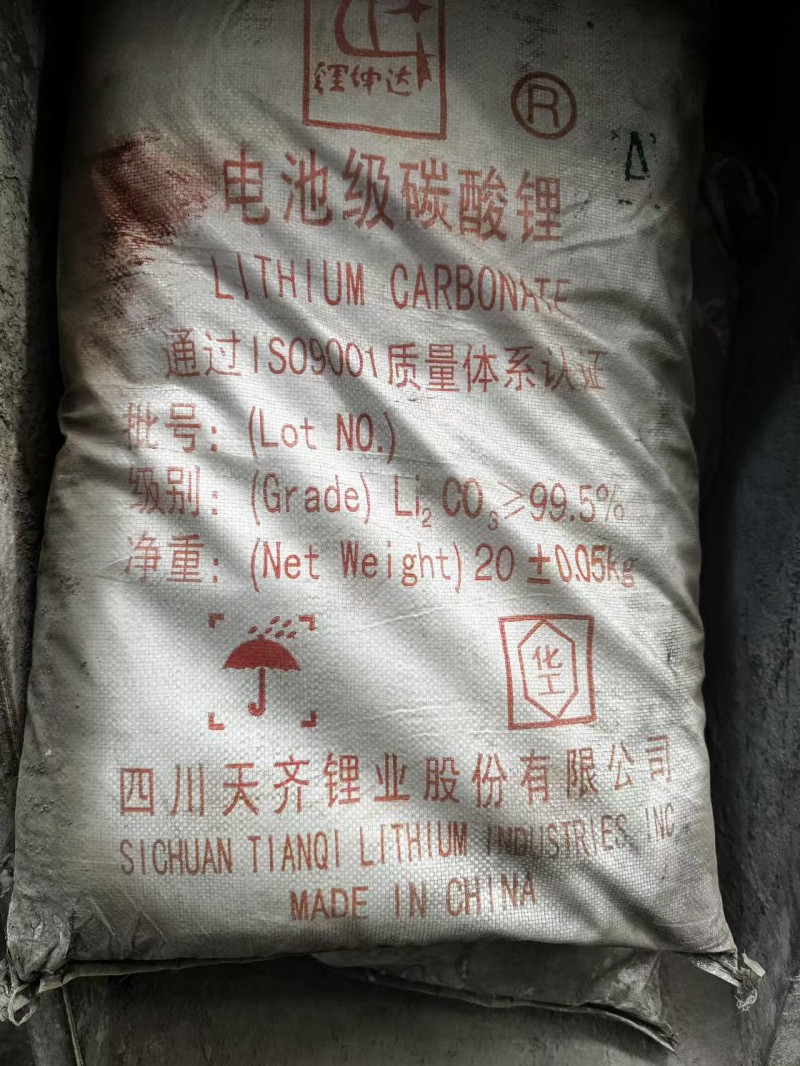 锂坤达
®
电池级碳酸锂
LITHIUM CARBONATE
通过ISO9001质量体系认证
批号：(Lot NO.)
级别：(Grade) Li₂CO₃≥99.5%
净重：(Net Weight) 20±0.05kg
化工
四川天齐锂业股份有限公司
SICHUAN TIANQI LITHIUM INDUSTRIES, INC.
MADE IN CHINA